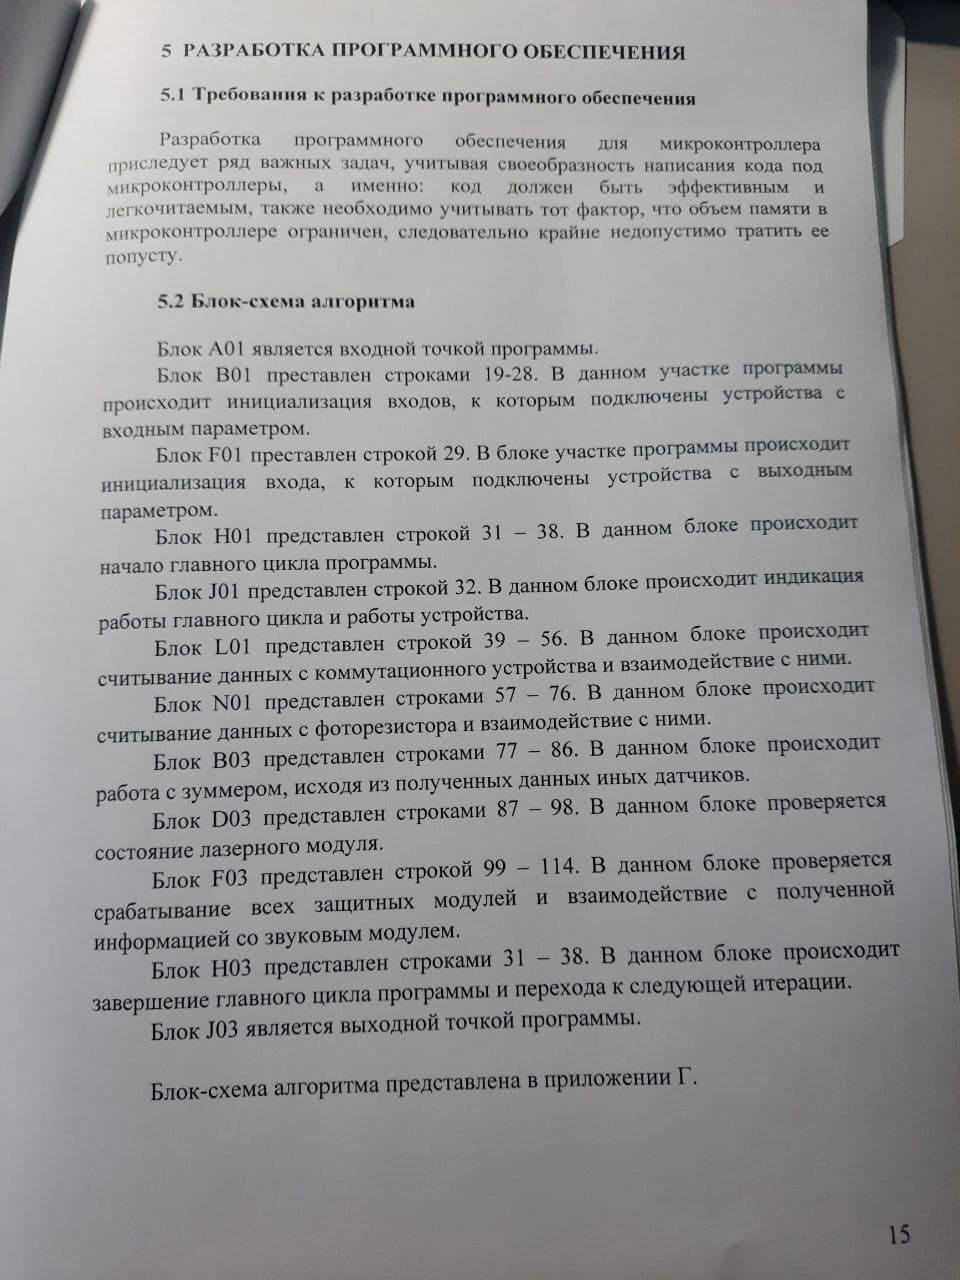 5 РАЗРАБОТКА ПРОГРАММНОГО ОБЕСПЕЧЕНИЯ
5.1 Требования к разработке программного обеспечения
Разработка программного обеспечения для микроконтроллера
приследует ряд важных задач, учитывая своеобразность написания кода под
микроконтроллеры, а именно: код должен быть эффективным и
легкочитаемым, также необходимо учитывать тот фактор, что объем памяти в
микроконтроллере ограничен, следовательно крайне недопустимо тратить ее
попусту.
5.2 Блок-схема алгоритма
Блок A01 является входной точкой программы.
Блок B01 преставлен строками 19-28. В данном участке программы
происходит инициализация входов, к которым подключены устройства с
входным параметром.
Блок F01 преставлен строкой 29. В блоке участке программы происходит
инициализация входа, к которым подключены устройства с выходным
параметром.
Блок H01 представлен строкой 31 – 38. В данном блоке происходит
начало главного цикла программы.
Блок J01 представлен строкой 32. В данном блоке происходит индикация
работы главного цикла и работы устройства.
Блок L01 представлен строкой 39 – 56. В данном блоке происходит
считывание данных с коммутационного устройства и взаимодействие с ними.
Блок N01 представлен строками 57 – 76. В данном блоке происходит
считывание данных с фоторезистора и взаимодействие с ними.
Блок B03 представлен строками 77 – 86. В данном блоке происходит
работа с зуммером, исходя из полученных данных иных датчиков.
Блок D03 представлен строками 87 – 98. В данном блоке проверяется
состояние лазерного модуля.
Блок F03 представлен строкой 99 – 114. В данном блоке проверяется
срабатывание всех защитных модулей и взаимодействие с полученной
информацией со звуковым модулем.
Блок H03 представлен строками 31 – 38. В данном блоке происходит
завершение главного цикла программы и перехода к следующей итерации.
Блок J03 является выходной точкой программы.
Блок-схема алгоритма представлена в приложении Г.
15